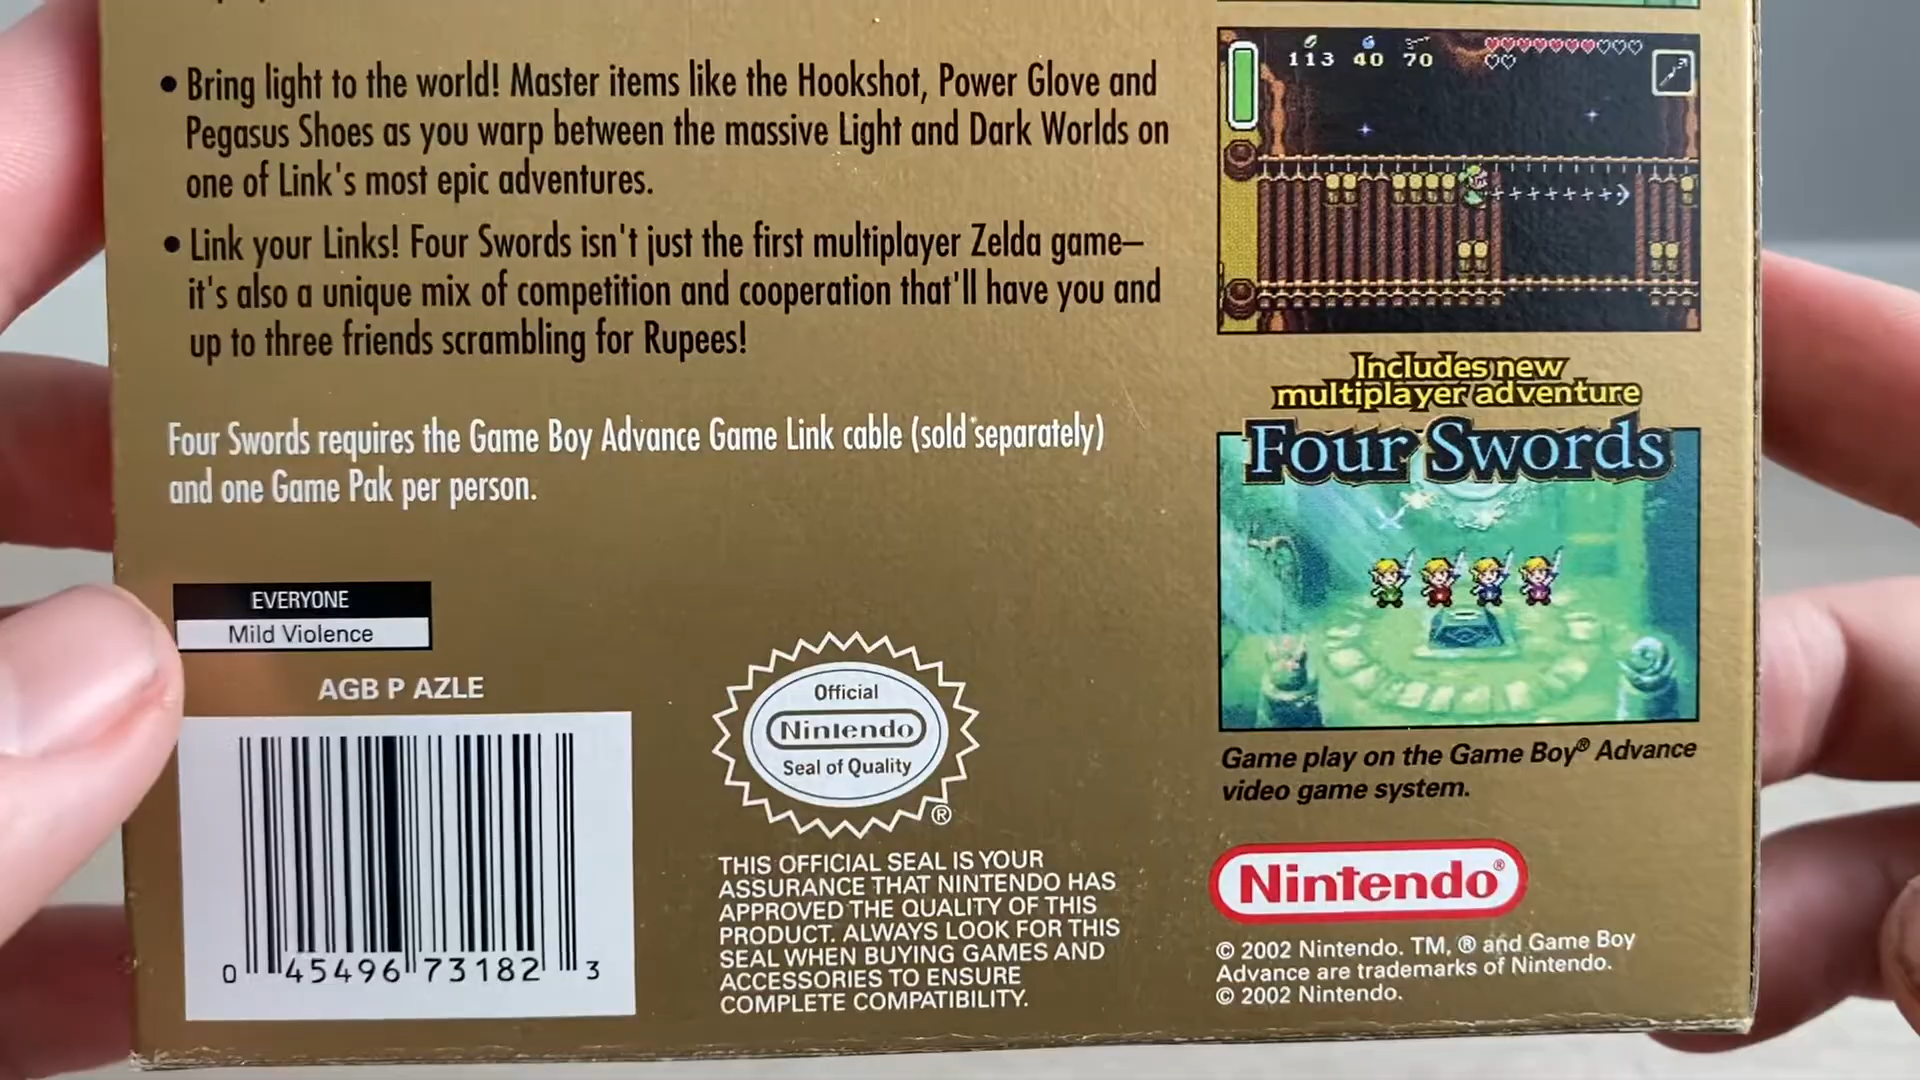 • Bring light to the world! Master items like the Hookshot, Power Glove and
Pegasus Shoes as you warp between the massive Light and Dark Worlds on
one of Link's most epic adventures.
• Link your Links! Four Swords isn't just the first multiplayer Zelda game—
it's also a unique mix of competition and cooperation that'll have you and
up to three friends scrambling for Rupees!
Four Swords requires the Game Boy Advance Game Link cable (sold separately)
and one Game Pak per person.
EVERYONE
Mild Violence
AGB P AZLE
0 45496 73182 3
Official
Nintendo
Seal of Quality
®
THIS OFFICIAL SEAL IS YOUR
ASSURANCE THAT NINTENDO HAS
APPROVED THE QUALITY OF THIS
PRODUCT. ALWAYS LOOK FOR THIS
SEAL WHEN BUYING GAMES AND
ACCESSORIES TO ENSURE
COMPLETE COMPATIBILITY.
113 40 70
Includes new
multiplayer adventure
Four Swords
Game play on the Game Boy® Advance
video game system.
Nintendo®
© 2002 Nintendo. TM, ® and Game Boy
Advance are trademarks of Nintendo.
© 2002 Nintendo.